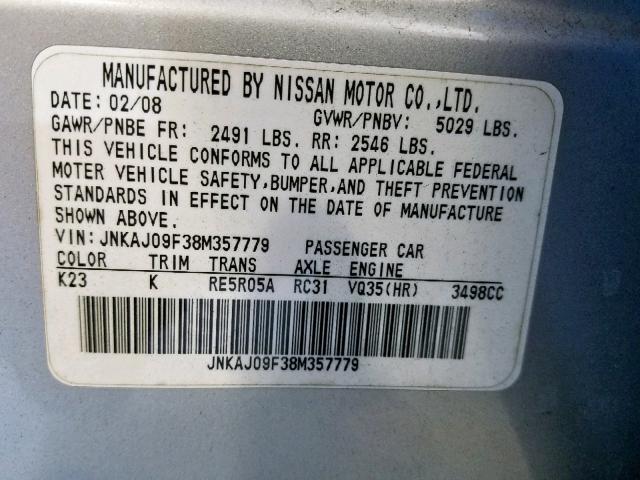 MANUFACTURED BY NISSAN MOTOR CO.,LTD.
DATE: 02/08 GVWR/PNBV: 5029 LBS.
GAWR/PNBE FR: 2491 LBS. RR: 2546 LBS.
THIS VEHICLE CONFORMS TO ALL APPLICABLE FEDERAL
MOTOR VEHICLE SAFETY,BUMPER,AND THEFT PREVENTION
STANDARDS IN EFFECT ON THE DATE OF MANUFACTURE
SHOWN ABOVE.
VIN:JNKAJ09F38M357779 PASSENGER CAR
COLOR TRIM TRANS AXLE ENGINE
K23 K RE5R05A RC31 VQ35(HR) 3498CC
JNKAJ09F38M357779